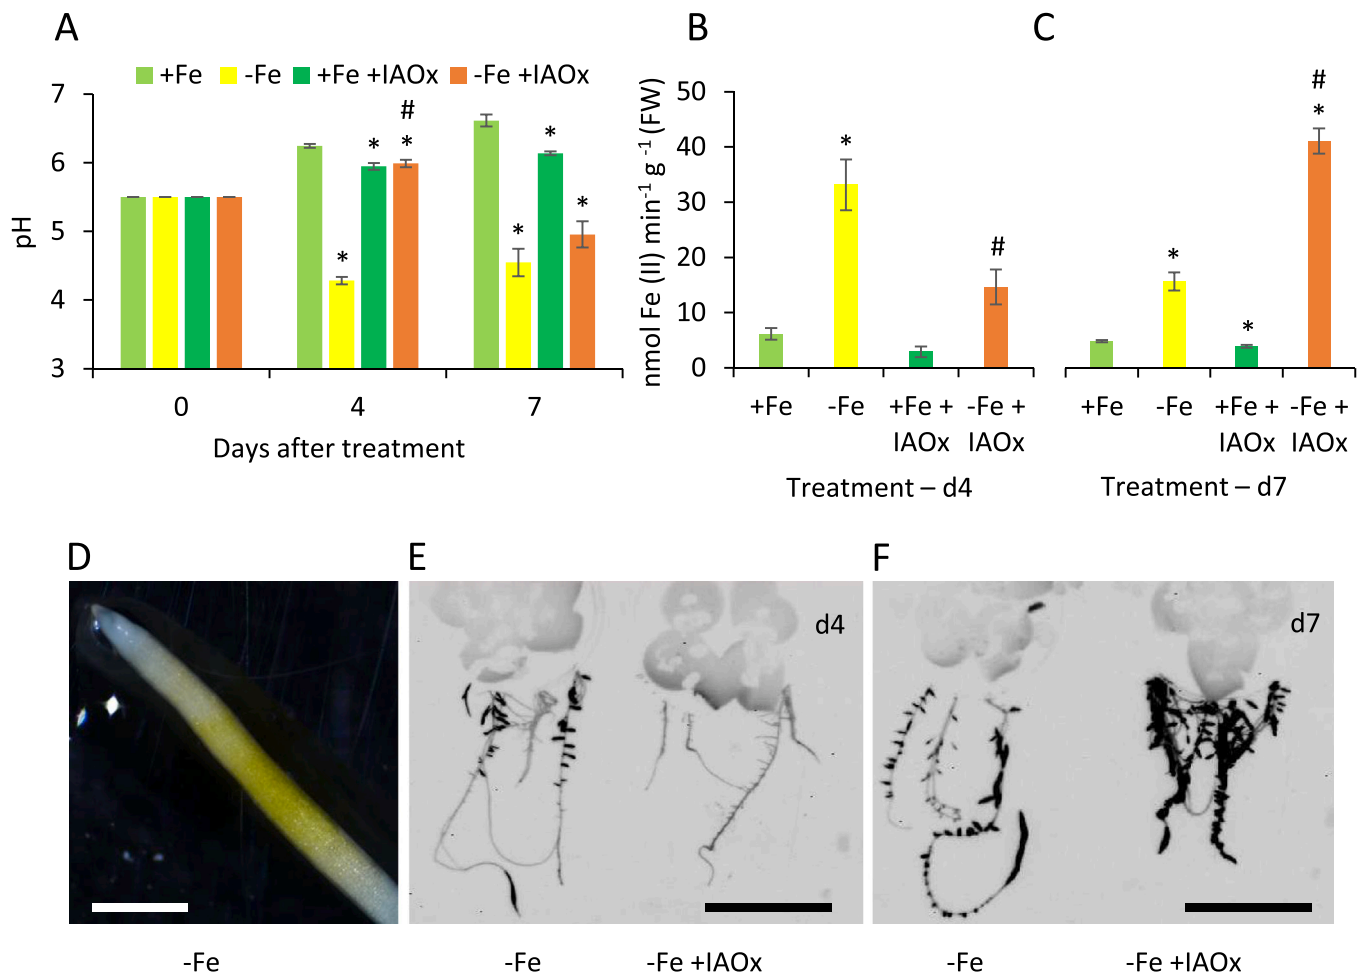 A
+Fe -Fe +Fe +IAOx -Fe +IAOx
7
6
5
4
3
pH
#
*
*
*
*
*
*
0 4 7
Days after treatment
B
nmol Fe (II) min-1 g -1 (FW)
50
40
30
20
10
0
*
#
+Fe -Fe +Fe + -Fe +
IAOx IAOx
Treatment – d4
C
#
*
*
*
+Fe -Fe +Fe + -Fe +
IAOx IAOx
Treatment – d7
D
-Fe
E
d4
-Fe -Fe +IAOx
F
d7
-Fe -Fe +IAOx